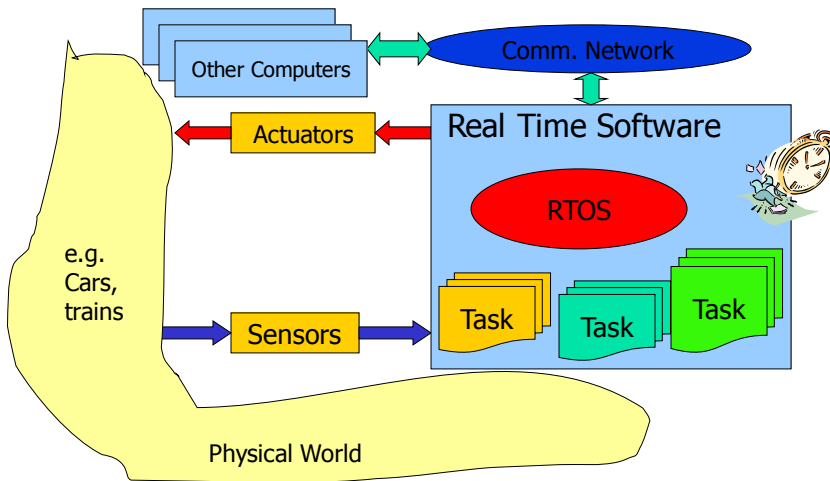 Other Computers
Comm. Network
Actuators
Real Time Software
RTOS
e.g.
Cars,
trains
Sensors
Task
Task
Task
Physical World